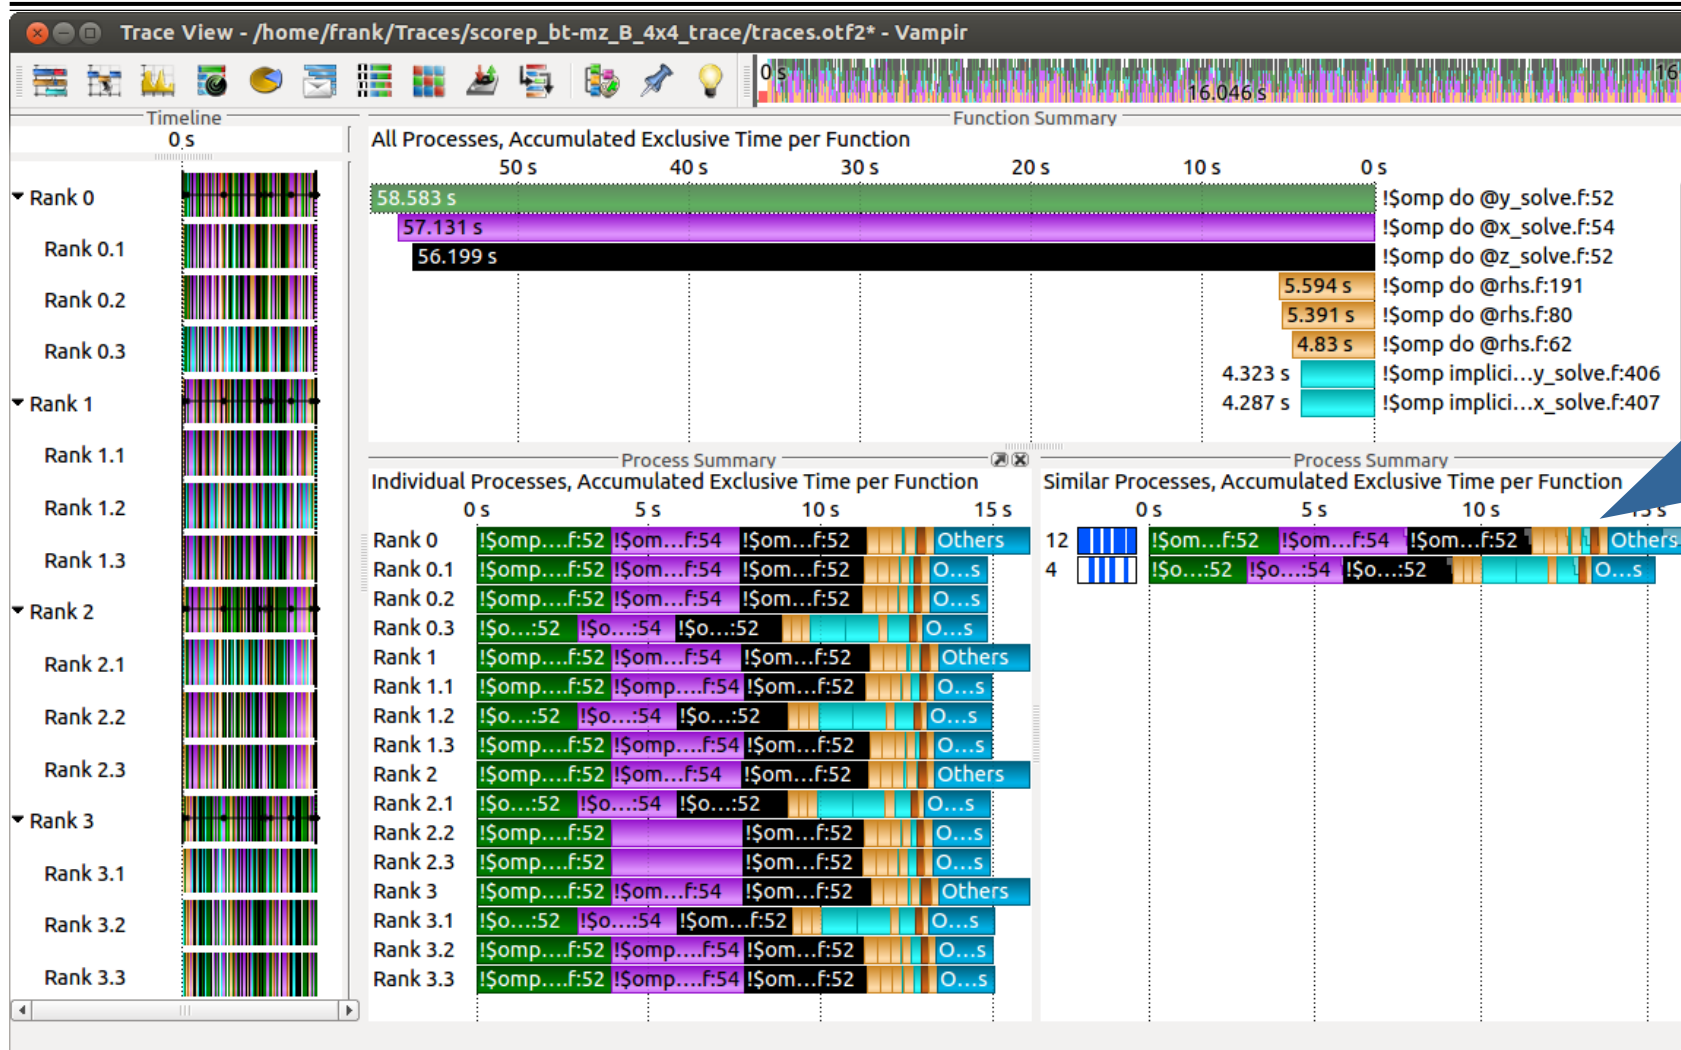 Trace View - /home/frank/Traces/scorep_bt-mz_B_4x4_trace/traces.otf2* - Vampir
0 s
16.046 s
16
Timeline
0 s
Rank 0
Rank 0.1
Rank 0.2
Rank 0.3
Rank 1
Rank 1.1
Rank 1.2
Rank 1.3
Rank 2
Rank 2.1
Rank 2.2
Rank 2.3
Rank 3
Rank 3.1
Rank 3.2
Rank 3.3
Function Summary
All Processes, Accumulated Exclusive Time per Function
50 s 40 s 30 s 20 s 10 s 0 s
58.583 s !$omp do @y_solve.f:52
57.131 s !$omp do @x_solve.f:54
56.199 s !$omp do @z_solve.f:52
5.594 s !$omp do @rhs.f:191
5.391 s !$omp do @rhs.f:80
4.83 s !$omp do @rhs.f:62
4.323 s !$omp implici...y_solve.f:406
4.287 s !$omp implici...x_solve.f:407
Process Summary
Individual Processes, Accumulated Exclusive Time per Function
0 s 5 s 10 s 15 s
Rank 0 !$omp....f:52 !$om...f:54 !$om...f:52 Others
Rank 0.1 !$omp....f:52 !$om...f:54 !$om...f:52 O...s
Rank 0.2 !$omp....f:52 !$om...f:54 !$om...f:52 O...s
Rank 0.3 !$o...:52 !$o...:54 !$o...:52 O...s
Rank 1 !$omp....f:52 !$om...f:54 !$om...f:52 Others
Rank 1.1 !$omp....f:52 !$omp....f:54 !$om...f:52 O...s
Rank 1.2 !$o...:52 !$o...:54 !$o...:52 O...s
Rank 1.3 !$omp....f:52 !$omp....f:54 !$om...f:52 O...s
Rank 2 !$omp....f:52 !$om...f:54 !$om...f:52 Others
Rank 2.1 !$o...:52 !$o...:54 !$o...:52 O...s
Rank 2.2 !$omp....f:52 !$om...f:52 O...s
Rank 2.3 !$omp....f:52 !$om...f:52 O...s
Rank 3 !$omp....f:52 !$om...f:54 !$om...f:52 Others
Rank 3.1 !$o...:52 !$o...:54 !$om...f:52 O...s
Rank 3.2 !$omp....f:52 !$omp....f:54 !$om...f:52 O...s
Rank 3.3 !$omp....f:52 !$omp....f:54 !$om...f:52 O...s
Process Summary
Similar Processes, Accumulated Exclusive Time per Function
0 s 5 s 10 s 15 s
12 !$om...f:52 !$om...f:54 !$om...f:52 Others
4 !$o...:52 !$o...:54 !$o...:52 O...s